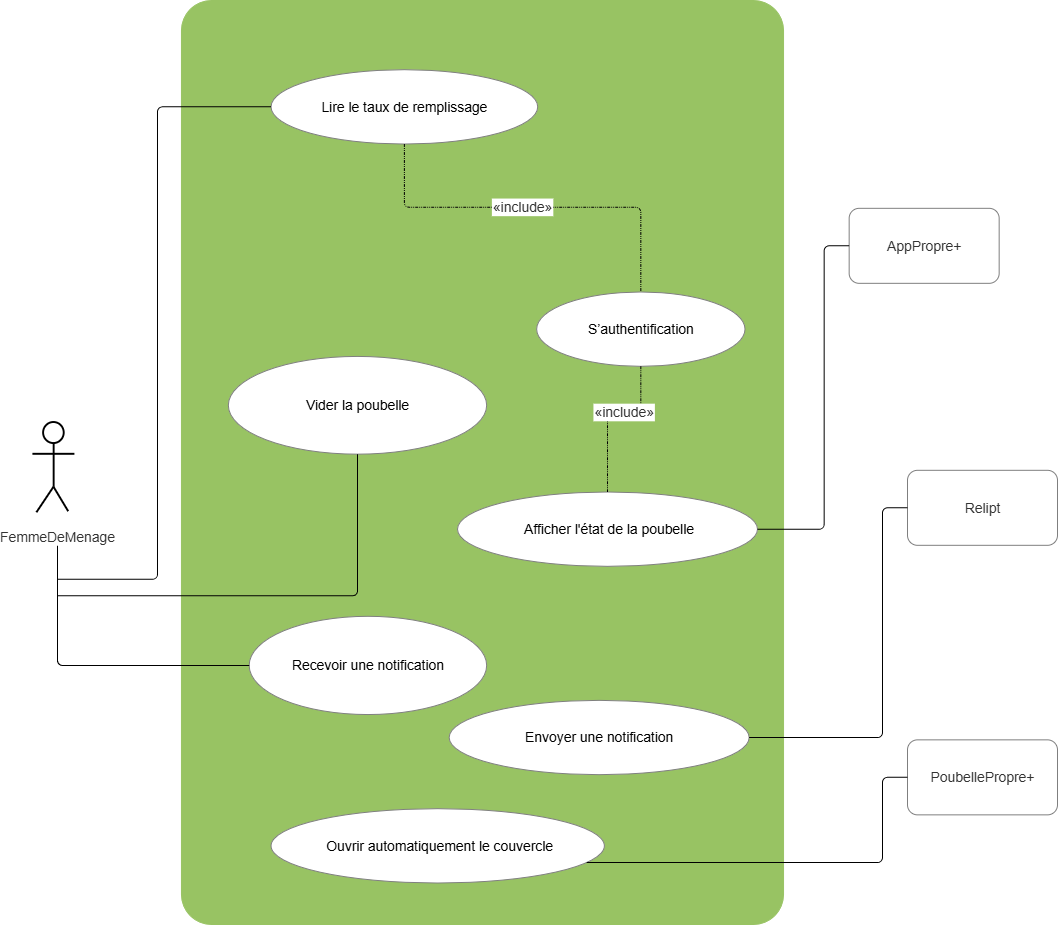 Lire le taux de remplissage
«include»
AppPropre+
S’authentification
Vider la poubelle
«include»
Relipt
Afficher l'état de la poubelle
FemmeDeMenage
Recevoir une notification
Envoyer une notification
PoubellePropre+
Ouvrir automatiquement le couvercle